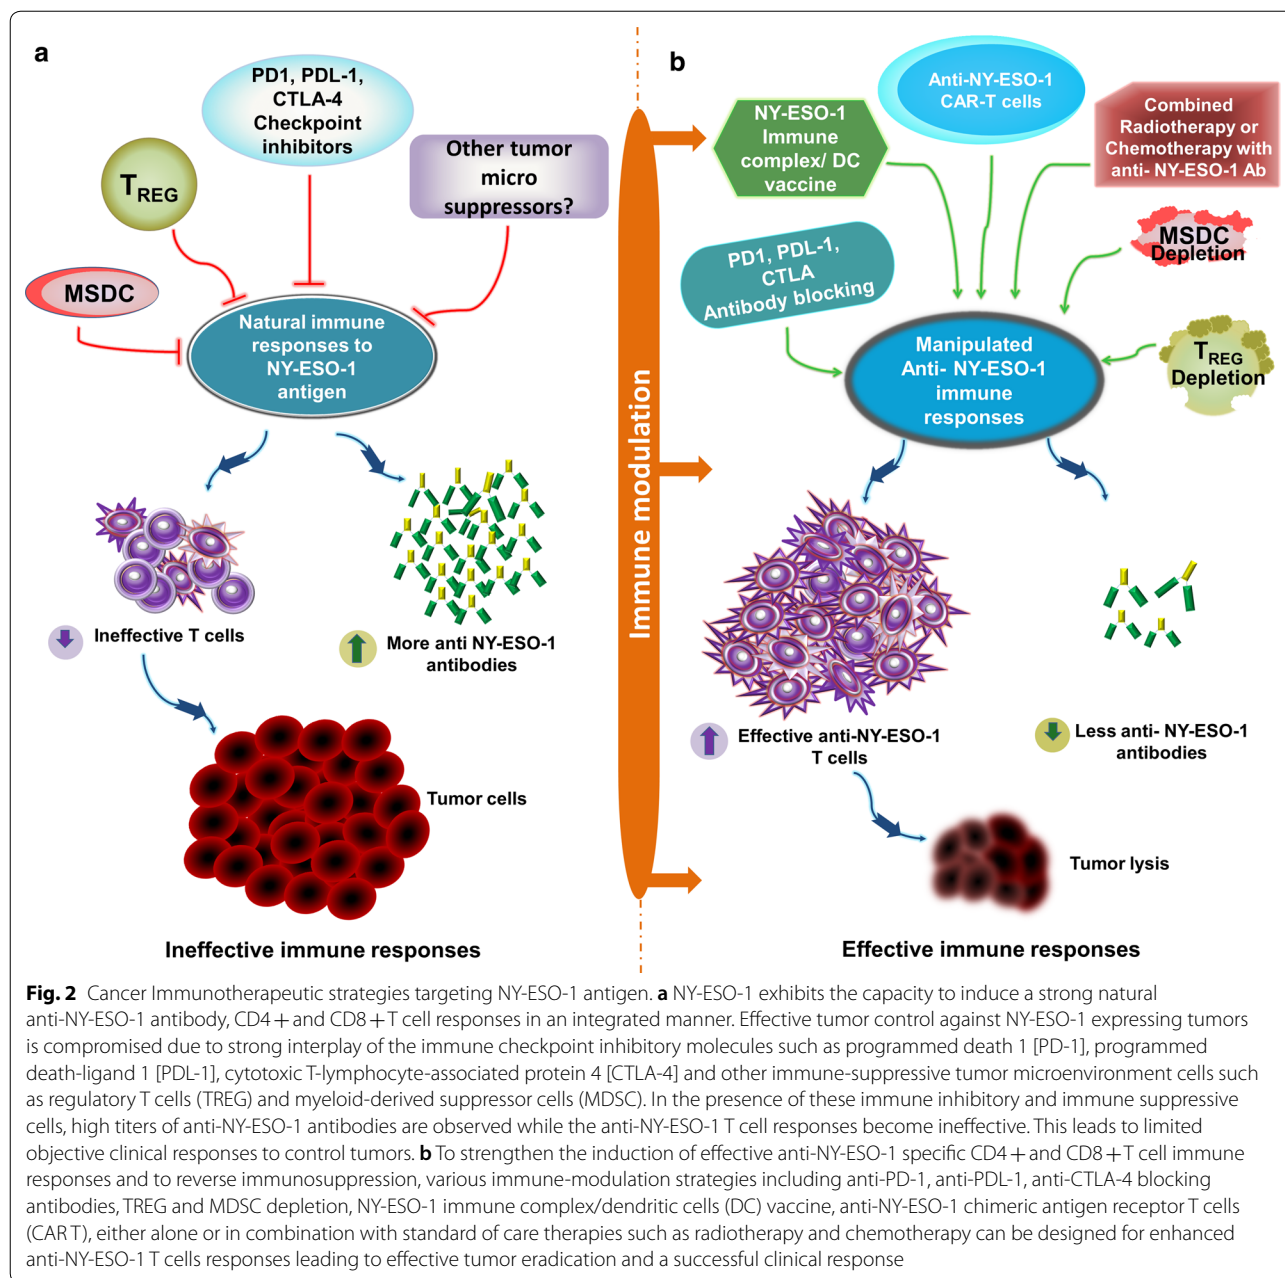 a
PD1, PDL-1,
CTLA-4
Checkpoint
inhibitors
TREG
Other tumor
micro
suppressors?
MSDC
Natural immune
responses to
NY-ESO-1
antigen
Ineffective T cells
More anti NY-ESO-1
antibodies
Tumor cells
Ineffective immune responses
Immune modulation
b
NY-ESO-1
Immune
complex/ DC
vaccine
Anti-NY-ESO-1
CAR-T cells
Combined
Radiotherapy or
Chemotherapy with
anti- NY-ESO-1 Ab
PD1, PDL-1,
CTLA
Antibody blocking
MSDC
Depletion
TREG
Depletion
Manipulated
Anti- NY-ESO-1
immune
responses
Effective anti-NY-ESO-1
T cells
Less anti- NY-ESO-1
antibodies
Tumor lysis
Effective immune responses
Fig. 2 Cancer Immunotherapeutic strategies targeting NY-ESO-1 antigen. a NY-ESO-1 exhibits the capacity to induce a strong natural
anti-NY-ESO-1 antibody, CD4+ and CD8+ T cell responses in an integrated manner. Effective tumor control against NY-ESO-1 expressing tumors
is compromised due to strong interplay of the immune checkpoint inhibitory molecules such as programmed death 1 [PD-1], programmed
death-ligand 1 [PDL-1], cytotoxic T-lymphocyte-associated protein 4 [CTLA-4] and other immune-suppressive tumor microenvironment cells such
as regulatory T cells (TREG) and myeloid-derived suppressor cells (MDSC). In the presence of these immune inhibitory and immune suppressive
cells, high titers of anti-NY-ESO-1 antibodies are observed while the anti-NY-ESO-1 T cell responses become ineffective. This leads to limited
objective clinical responses to control tumors. b To strengthen the induction of effective anti-NY-ESO-1 specific CD4+ and CD8+ T cell immune
responses and to reverse immunosuppression, various immune-modulation strategies including anti-PD-1, anti-PDL-1, anti-CTLA-4 blocking
antibodies, TREG and MDSC depletion, NY-ESO-1 immune complex/dendritic cells (DC) vaccine, anti-NY-ESO-1 chimeric antigen receptor T cells
(CAR T), either alone or in combination with standard of care therapies such as radiotherapy and chemotherapy can be designed for enhanced
anti-NY-ESO-1 T cells responses leading to effective tumor eradication and a successful clinical response